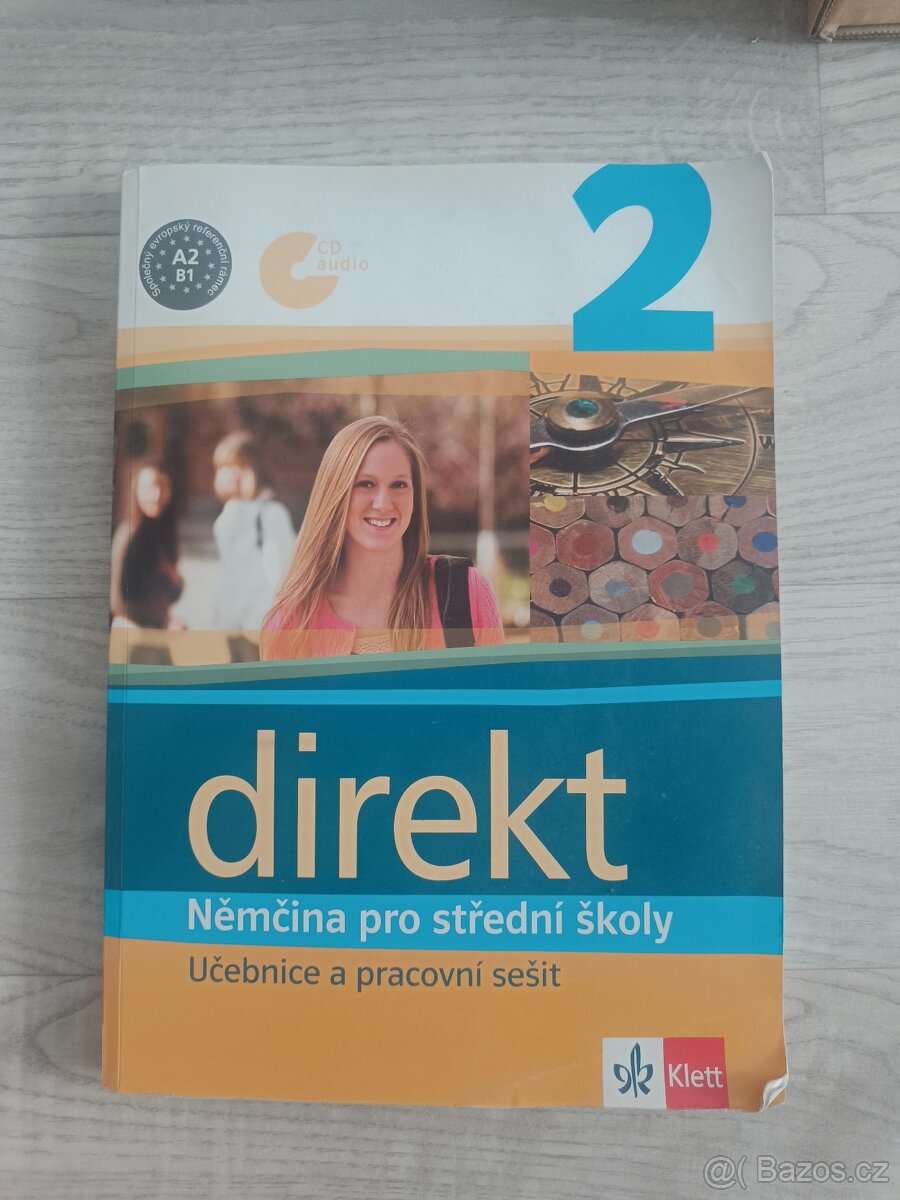 2
Společný evropský referenční rámec
A2
B1
CD
audio
W
direkt
Němčina pro střední školy
Učebnice a pracovní sešit
Klett
@( Bazos.cz